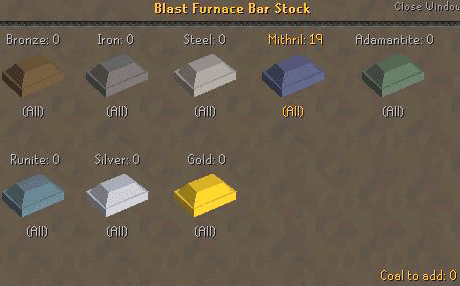 Blast Furnace Bar Stock
Close Window
Bronze: 0 Iron: 0 Steel: 0 Mithril: 19 Adamantite: 0
(All) (All) (All) (All) (All)
Runite: 0 Silver: 0 Gold: 0
(All) (All) (All)
Coal to add: 0